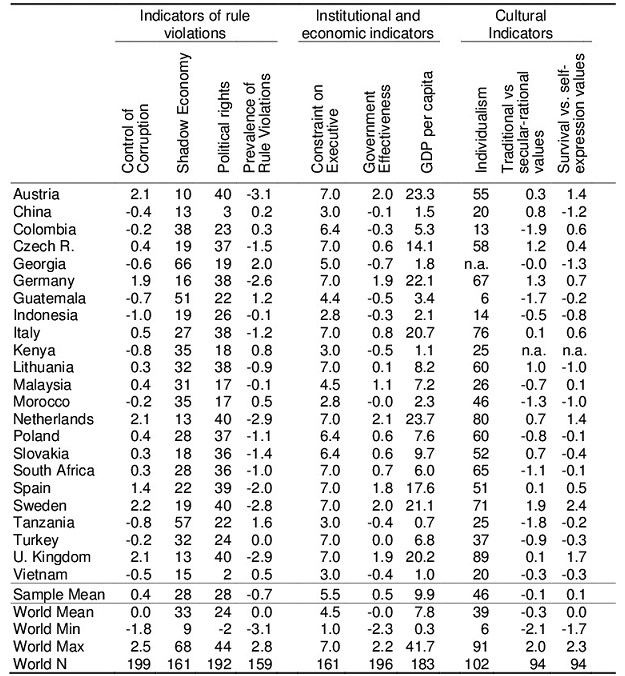 Indicators of rule violations Institutional and economic indicators Cultural Indicators
Control of Corruption Shadow Economy Political rights Prevalence of Rule Violations Constraint on Executive Government Effectiveness GDP per capita Individualism Traditional vs secular-rational values Survival vs. self-expression values
Austria 2.1 10 40 -3.1 7.0 2.0 23.3 55 0.3 1.4
China -0.4 13 3 0.2 3.0 -0.1 1.5 20 0.8 -1.2
Colombia -0.2 38 23 0.3 6.4 -0.3 5.3 13 -1.9 0.6
Czech R. 0.4 19 37 -1.5 7.0 0.6 14.1 58 1.2 0.4
Georgia -0.6 66 19 2.0 5.0 -0.7 1.8 n.a. -0.0 -1.3
Germany 1.9 16 38 -2.6 7.0 1.9 22.1 67 1.3 0.7
Guatemala -0.7 51 22 1.2 4.4 -0.5 3.4 6 -1.7 -0.2
Indonesia -1.0 19 26 -0.1 2.8 -0.3 2.1 14 -0.5 -0.8
Italy 0.5 27 38 -1.2 7.0 0.8 20.7 76 0.1 0.6
Kenya -0.8 35 18 0.8 3.0 -0.5 1.1 25 n.a. n.a.
Lithuania 0.3 32 38 -0.9 7.0 0.1 8.2 60 1.0 -1.0
Malaysia 0.4 31 17 -0.1 4.5 1.1 7.2 26 -0.7 0.1
Morocco -0.2 35 17 0.5 2.8 -0.0 2.3 46 -1.3 -1.0
Netherlands 2.1 13 40 -2.9 7.0 2.1 23.7 80 0.7 1.4
Poland 0.4 28 37 -1.1 6.4 0.6 7.6 60 -0.8 -0.1
Slovakia 0.3 18 36 -1.4 6.4 0.6 9.7 52 0.7 -0.4
South Africa 0.3 28 36 -1.0 7.0 0.7 6.0 65 -1.1 -0.1
Spain 1.4 22 39 -2.0 7.0 1.8 17.6 51 0.1 0.5
Sweden 2.2 19 40 -2.8 7.0 2.0 21.1 71 1.9 2.4
Tanzania -0.8 57 22 1.6 3.0 -0.4 0.7 25 -1.8 -0.2
Turkey -0.2 32 24 0.0 7.0 0.0 6.8 37 -0.9 -0.3
U. Kingdom 2.1 13 40 -2.9 7.0 1.9 20.2 89 0.1 1.7
Vietnam -0.5 15 2 0.5 3.0 -0.4 1.0 20 -0.3 -0.3
Sample Mean 0.4 28 28 -0.7 5.5 0.5 9.9 46 -0.1 0.1
World Mean 0.0 33 24 0.0 4.5 -0.0 7.8 39 -0.3 0.0
World Min -1.8 9 -2 -3.1 1.0 -2.3 0.3 6 -2.1 -1.7
World Max 2.5 68 44 2.8 7.0 2.2 41.7 91 2.0 2.3
World N 199 161 192 159 161 196 183 102 94 94